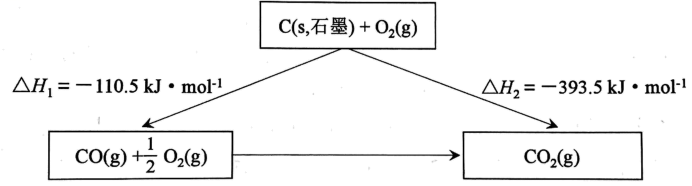 C(s,石墨) + O₂(g)
△H₁ = －110.5 kJ・mol⁻¹
△H₂ = －393.5 kJ・mol⁻¹
CO(g) + 1/2 O₂(g)
CO₂(g)